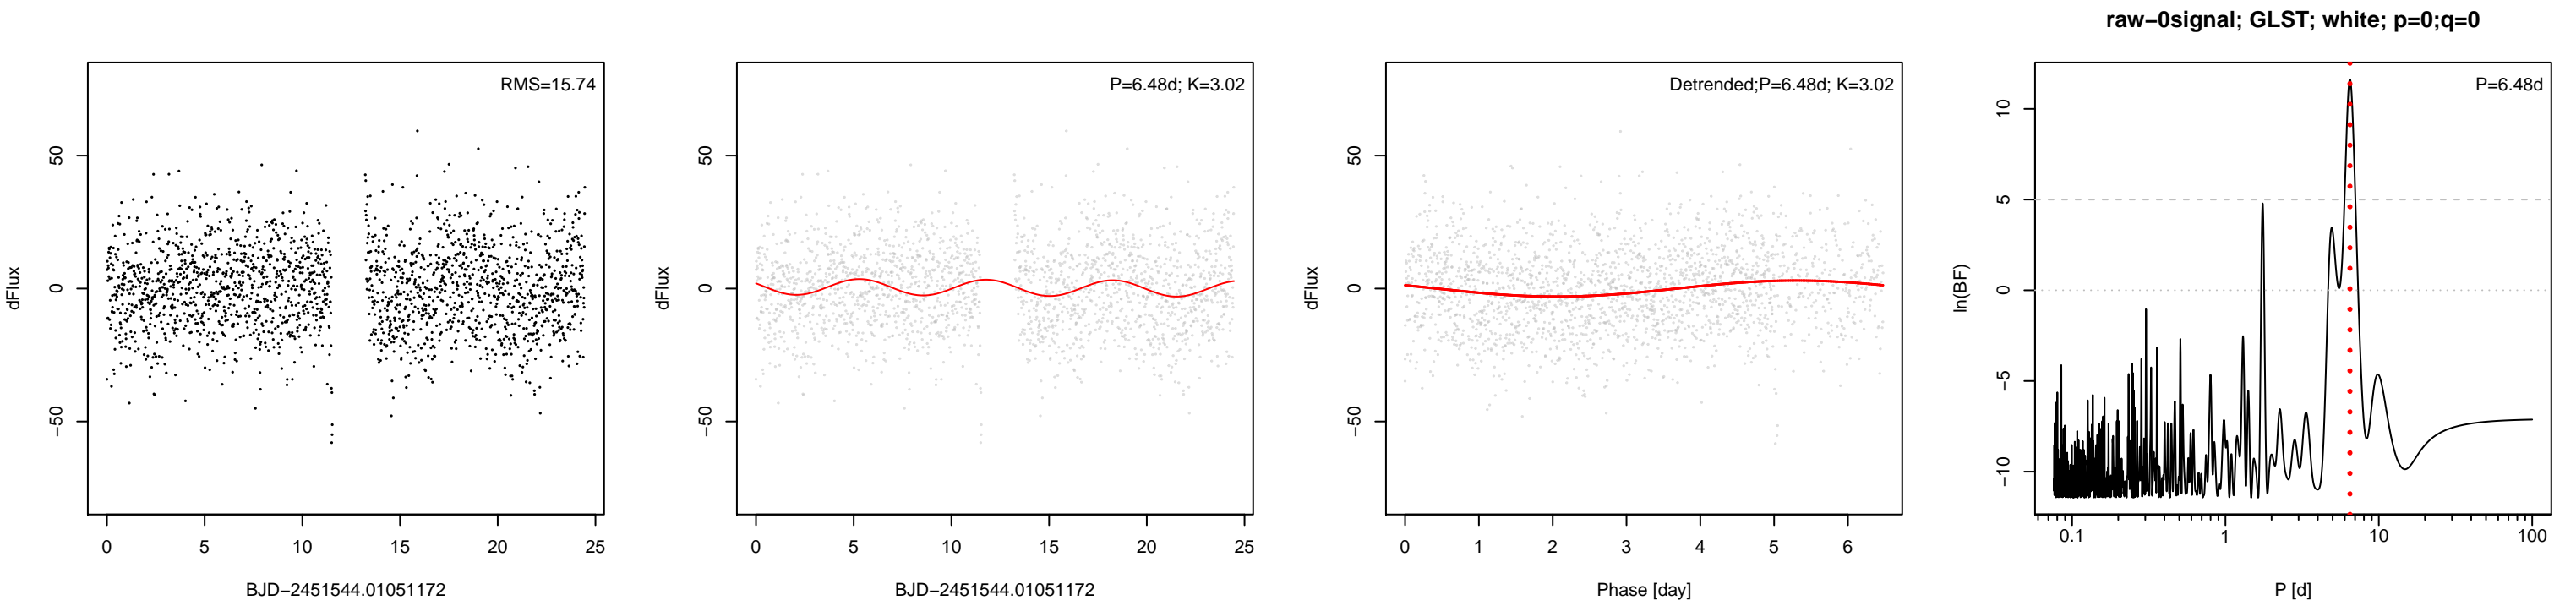 raw−0signal; GLST; white; p=0;q=0
RMS=15.74
dFlux
50
0
−50
0 5 10 15 20 25
BJD−2451544.01051172
P=6.48d; K=3.02
dFlux
50
0
−50
0 5 10 15 20 25
BJD−2451544.01051172
Detrended;P=6.48d; K=3.02
dFlux
50
0
−50
0 1 2 3 4 5 6
Phase [day]
P=6.48d
ln(BF)
10
5
0
−5
−10
0.1 1 10 100
P [d]